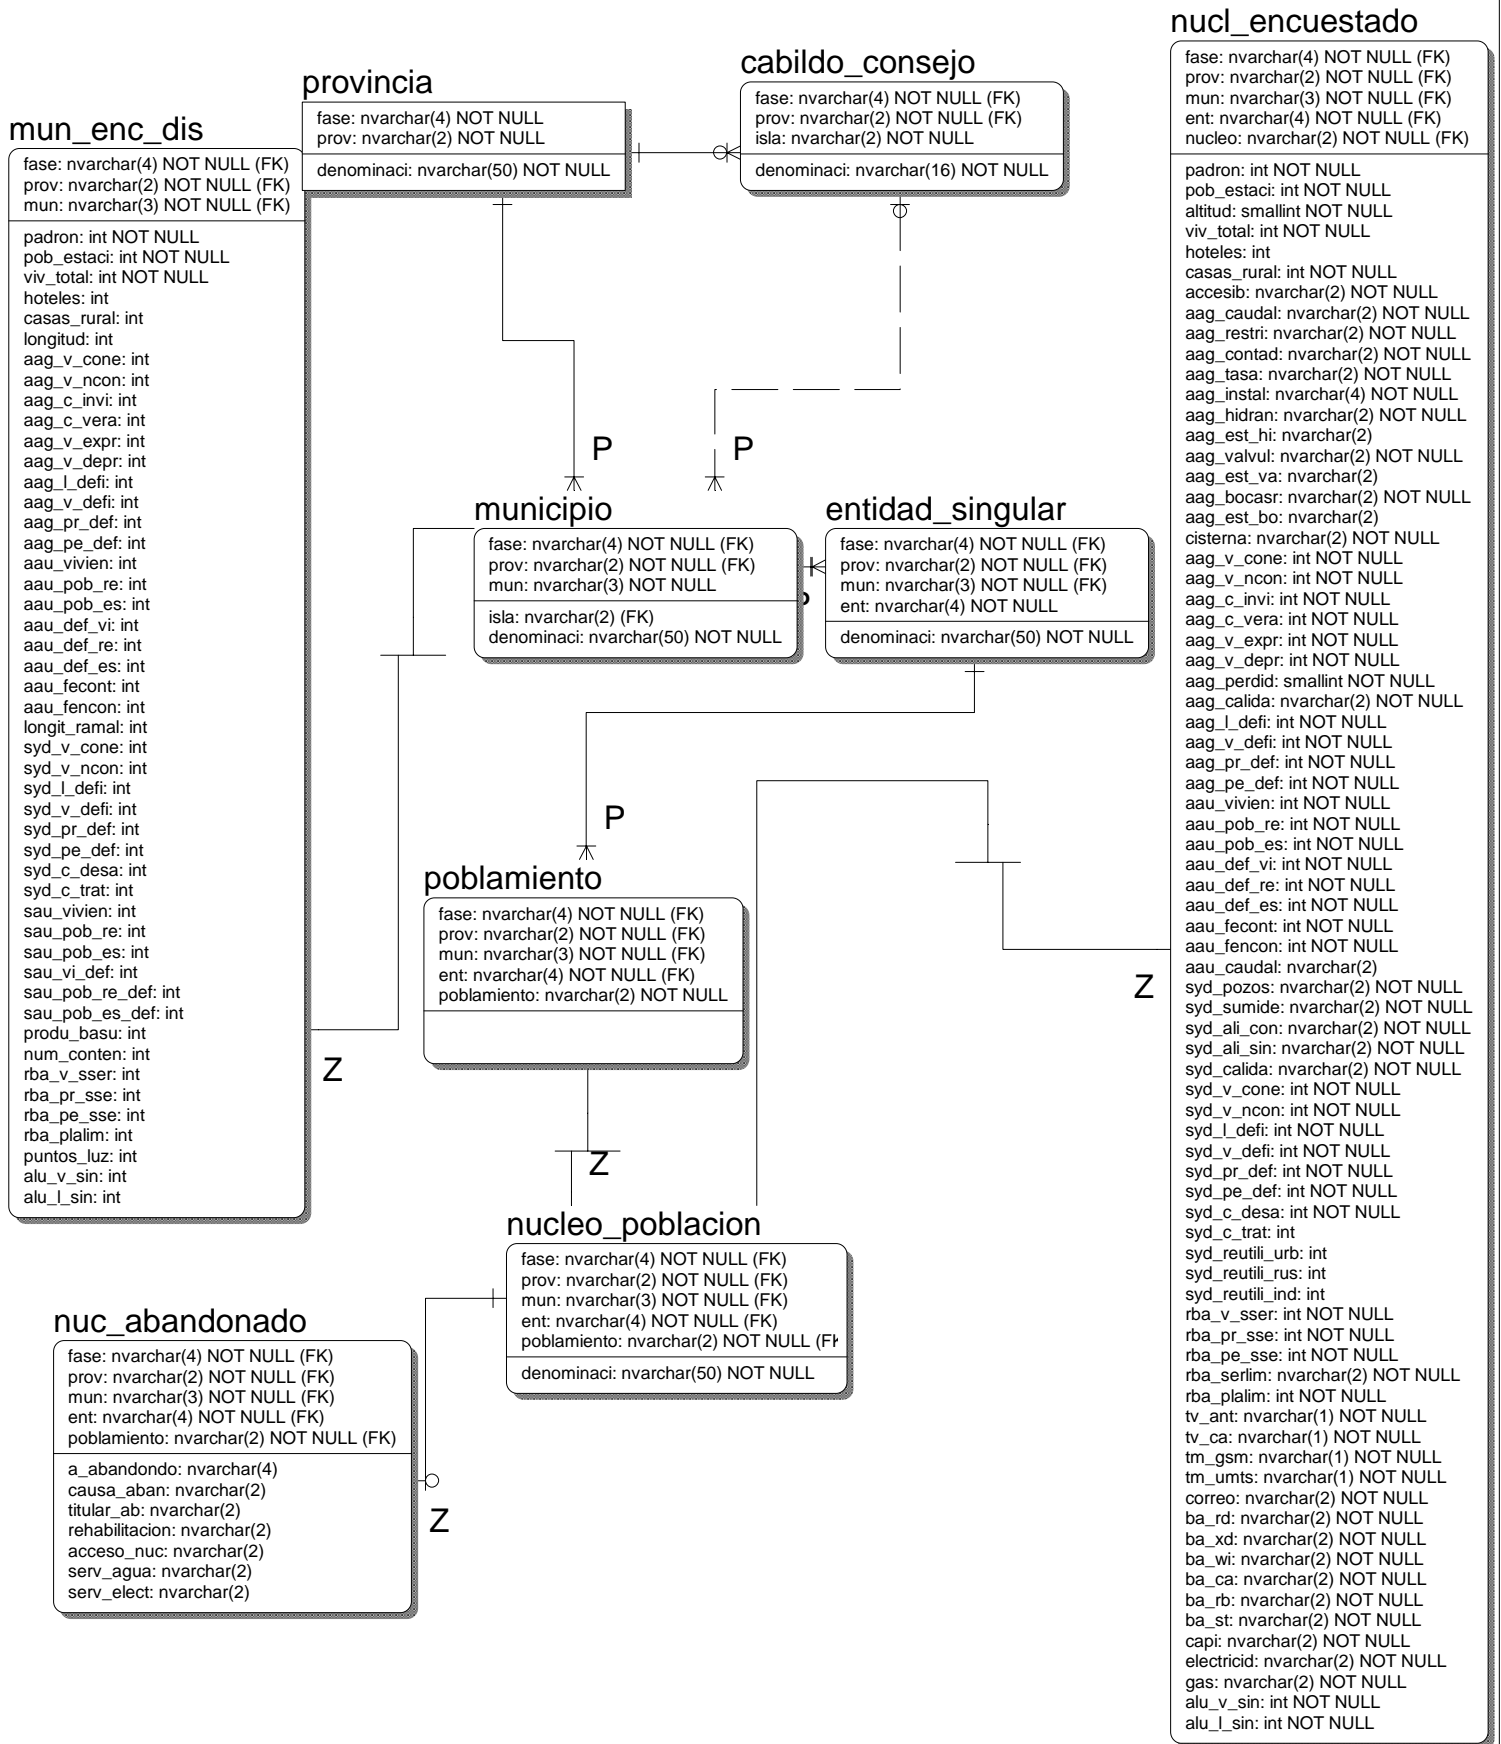 mun_enc_dis
fase: nvarchar(4) NOT NULL (FK)
prov: nvarchar(2) NOT NULL (FK)
mun: nvarchar(3) NOT NULL (FK)
padron: int NOT NULL
pob_estaci: int NOT NULL
viv_total: int NOT NULL
hoteles: int
casas_rural: int
longitud: int
aag_v_cone: int
aag_v_ncon: int
aag_c_invi: int
aag_c_vera: int
aag_v_expr: int
aag_v_depr: int
aag_l_defi: int
aag_v_defi: int
aag_pr_def: int
aag_pe_def: int
aau_vivien: int
aau_pob_re: int
aau_pob_es: int
aau_def_vi: int
aau_def_re: int
aau_def_es: int
aau_fecont: int
aau_fencon: int
longit_ramal: int
syd_v_cone: int
syd_v_ncon: int
syd_l_defi: int
syd_v_defi: int
syd_pr_def: int
syd_pe_def: int
syd_c_desa: int
syd_c_trat: int
sau_vivien: int
sau_pob_re: int
sau_pob_es: int
sau_vi_def: int
sau_pob_re_def: int
sau_pob_es_def: int
produ_basu: int
num_conten: int
rba_v_sser: int
rba_pr_sse: int
rba_pe_sse: int
rba_plalim: int
puntos_luz: int
alu_v_sin: int
alu_l_sin: int
Z
provincia
fase: nvarchar(4) NOT NULL
prov: nvarchar(2) NOT NULL
denominaci: nvarchar(50) NOT NULL
cabildo_consejo
fase: nvarchar(4) NOT NULL (FK)
prov: nvarchar(2) NOT NULL (FK)
isla: nvarchar(2) NOT NULL
denominaci: nvarchar(16) NOT NULL
P
P
municipio
fase: nvarchar(4) NOT NULL (FK)
prov: nvarchar(2) NOT NULL (FK)
mun: nvarchar(3) NOT NULL
isla: nvarchar(2) (FK)
denominaci: nvarchar(50) NOT NULL
entidad_singular
fase: nvarchar(4) NOT NULL (FK)
prov: nvarchar(2) NOT NULL (FK)
mun: nvarchar(3) NOT NULL (FK)
ent: nvarchar(4) NOT NULL
denominaci: nvarchar(50) NOT NULL
P
poblamiento
fase: nvarchar(4) NOT NULL (FK)
prov: nvarchar(2) NOT NULL (FK)
mun: nvarchar(3) NOT NULL (FK)
ent: nvarchar(4) NOT NULL (FK)
poblamiento: nvarchar(2) NOT NULL
Z
nucleo_poblacion
fase: nvarchar(4) NOT NULL (FK)
prov: nvarchar(2) NOT NULL (FK)
mun: nvarchar(3) NOT NULL (FK)
ent: nvarchar(4) NOT NULL (FK)
poblamiento: nvarchar(2) NOT NULL (FK
denominaci: nvarchar(50) NOT NULL
nuc_abandonado
fase: nvarchar(4) NOT NULL (FK)
prov: nvarchar(2) NOT NULL (FK)
mun: nvarchar(3) NOT NULL (FK)
ent: nvarchar(4) NOT NULL (FK)
poblamiento: nvarchar(2) NOT NULL (FK)
a_abandondo: nvarchar(4)
causa_aban: nvarchar(2)
titular_ab: nvarchar(2)
rehabilitacion: nvarchar(2)
acceso_nuc: nvarchar(2)
serv_agua: nvarchar(2)
serv_elect: nvarchar(2)
Z
Z
nucl_encuestado
fase: nvarchar(4) NOT NULL (FK)
prov: nvarchar(2) NOT NULL (FK)
mun: nvarchar(3) NOT NULL (FK)
ent: nvarchar(4) NOT NULL (FK)
nucleo: nvarchar(2) NOT NULL (FK)
padron: int NOT NULL
pob_estaci: int NOT NULL
altitud: smallint NOT NULL
viv_total: int NOT NULL
hoteles: int
casas_rural: int NOT NULL
accesib: nvarchar(2) NOT NULL
aag_caudal: nvarchar(2) NOT NULL
aag_restri: nvarchar(2) NOT NULL
aag_contad: nvarchar(2) NOT NULL
aag_tasa: nvarchar(2) NOT NULL
aag_instal: nvarchar(4) NOT NULL
aag_hidran: nvarchar(2) NOT NULL
aag_est_hi: nvarchar(2)
aag_valvul: nvarchar(2) NOT NULL
aag_est_va: nvarchar(2)
aag_bocasr: nvarchar(2) NOT NULL
aag_est_bo: nvarchar(2)
cisterna: nvarchar(2) NOT NULL
aag_v_cone: int NOT NULL
aag_v_ncon: int NOT NULL
aag_c_invi: int NOT NULL
aag_c_vera: int NOT NULL
aag_v_expr: int NOT NULL
aag_v_depr: int NOT NULL
aag_perdid: smallint NOT NULL
aag_calida: nvarchar(2) NOT NULL
aag_l_defi: int NOT NULL
aag_v_defi: int NOT NULL
aag_pr_def: int NOT NULL
aag_pe_def: int NOT NULL
aau_vivien: int NOT NULL
aau_pob_re: int NOT NULL
aau_pob_es: int NOT NULL
aau_def_vi: int NOT NULL
aau_def_re: int NOT NULL
aau_def_es: int NOT NULL
aau_fecont: int NOT NULL
aau_fencon: int NOT NULL
aau_caudal: nvarchar(2)
syd_pozos: nvarchar(2) NOT NULL
syd_sumide: nvarchar(2) NOT NULL
syd_ali_con: nvarchar(2) NOT NULL
syd_ali_sin: nvarchar(2) NOT NULL
syd_calida: nvarchar(2) NOT NULL
syd_v_cone: int NOT NULL
syd_v_ncon: int NOT NULL
syd_l_defi: int NOT NULL
syd_v_defi: int NOT NULL
syd_pr_def: int NOT NULL
syd_pe_def: int NOT NULL
syd_c_desa: int NOT NULL
syd_c_trat: int
syd_reutili_urb: int
syd_reutili_rus: int
syd_reutili_ind: int
rba_v_sser: int NOT NULL
rba_pr_sse: int NOT NULL
rba_pe_sse: int NOT NULL
rba_serlim: nvarchar(2) NOT NULL
rba_plalim: int NOT NULL
tv_ant: nvarchar(1) NOT NULL
tv_ca: nvarchar(1) NOT NULL
tm_gsm: nvarchar(1) NOT NULL
tm_umts: nvarchar(1) NOT NULL
correo: nvarchar(2) NOT NULL
ba_rd: nvarchar(2) NOT NULL
ba_xd: nvarchar(2) NOT NULL
ba_wi: nvarchar(2) NOT NULL
ba_ca: nvarchar(2) NOT NULL
ba_rb: nvarchar(2) NOT NULL
ba_st: nvarchar(2) NOT NULL
capi: nvarchar(2) NOT NULL
electricid: nvarchar(2) NOT NULL
gas: nvarchar(2) NOT NULL
alu_v_sin: int NOT NULL
alu_l_sin: int NOT NULL